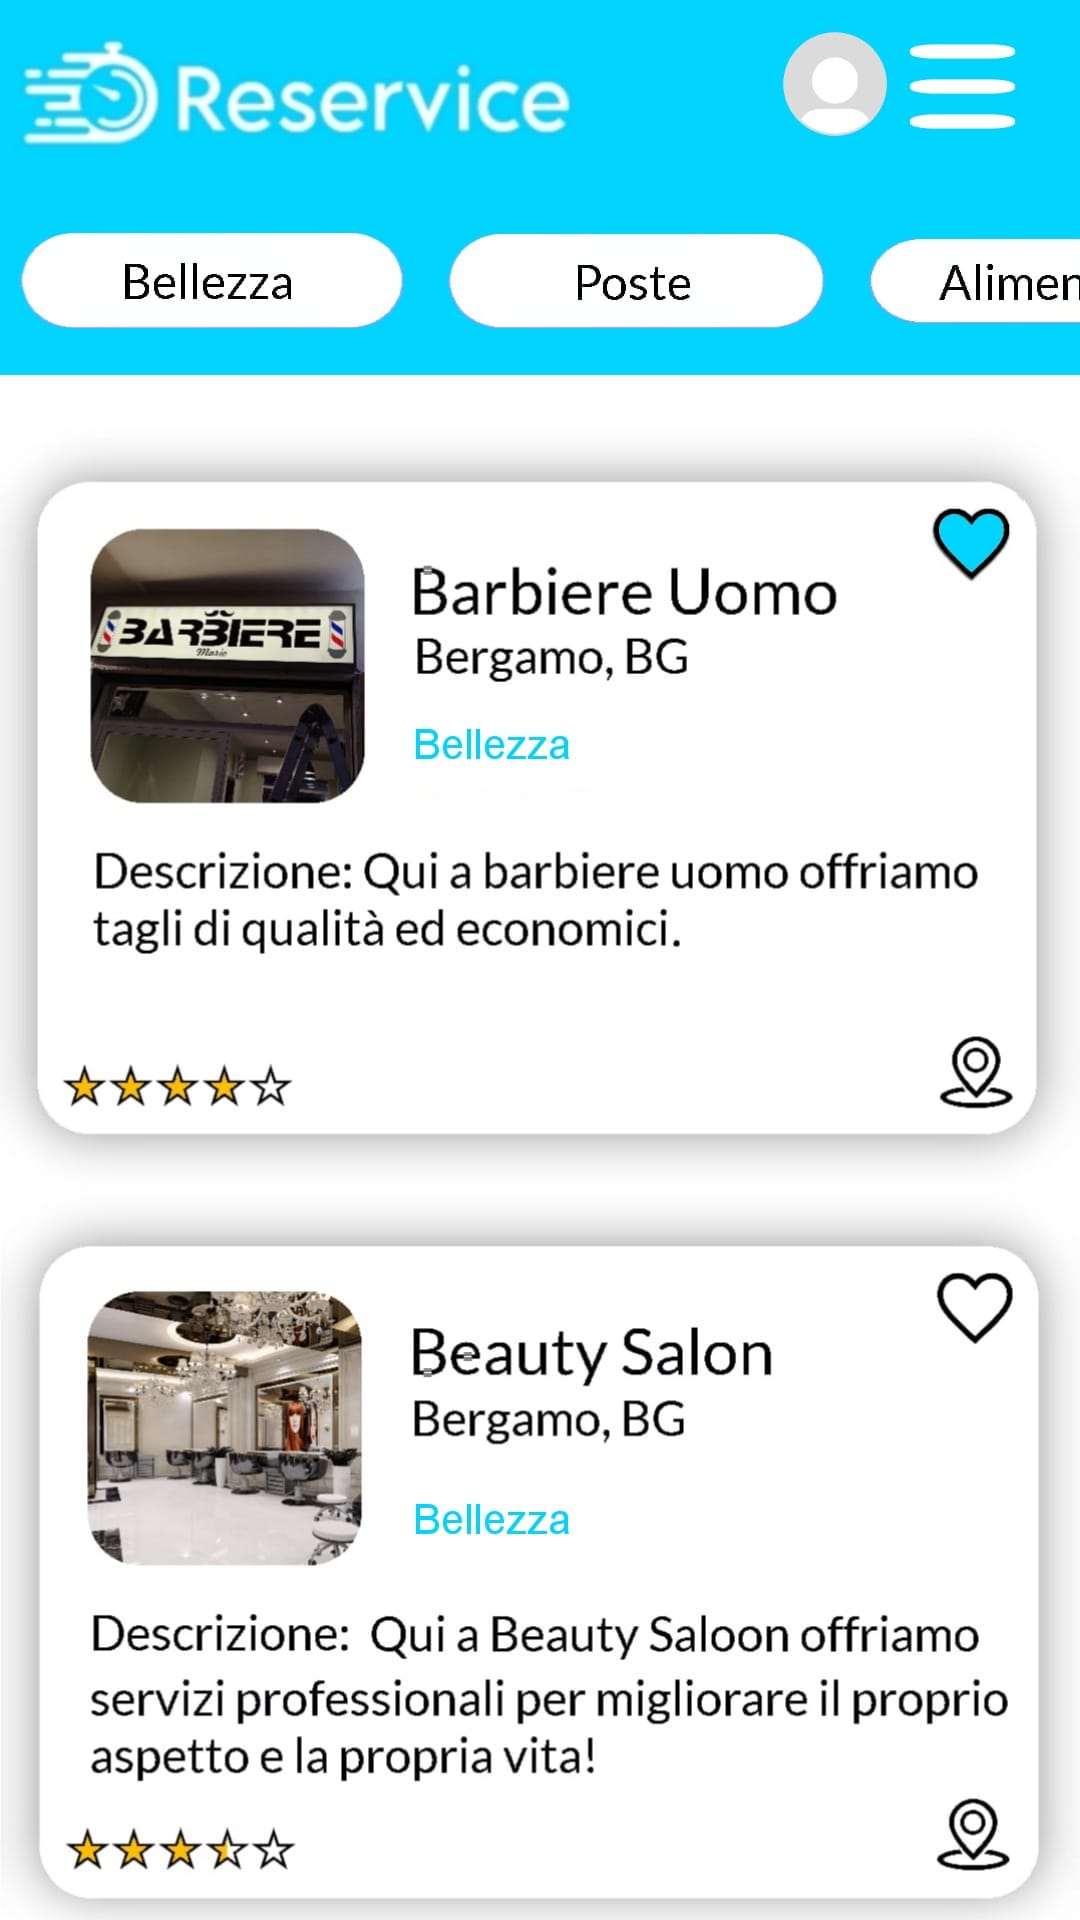 Reservice
Bellezza
Poste
Alimen
BARBIERE
Mario
Barbiere Uomo
Bergamo, BG
Bellezza
Descrizione: Qui a barbiere uomo offriamo
tagli di qualità ed economici.
Beauty Salon
Bergamo, BG
Bellezza
Descrizione: Qui a Beauty Saloon offriamo
servizi professionali per migliorare il proprio
aspetto e la propria vita!